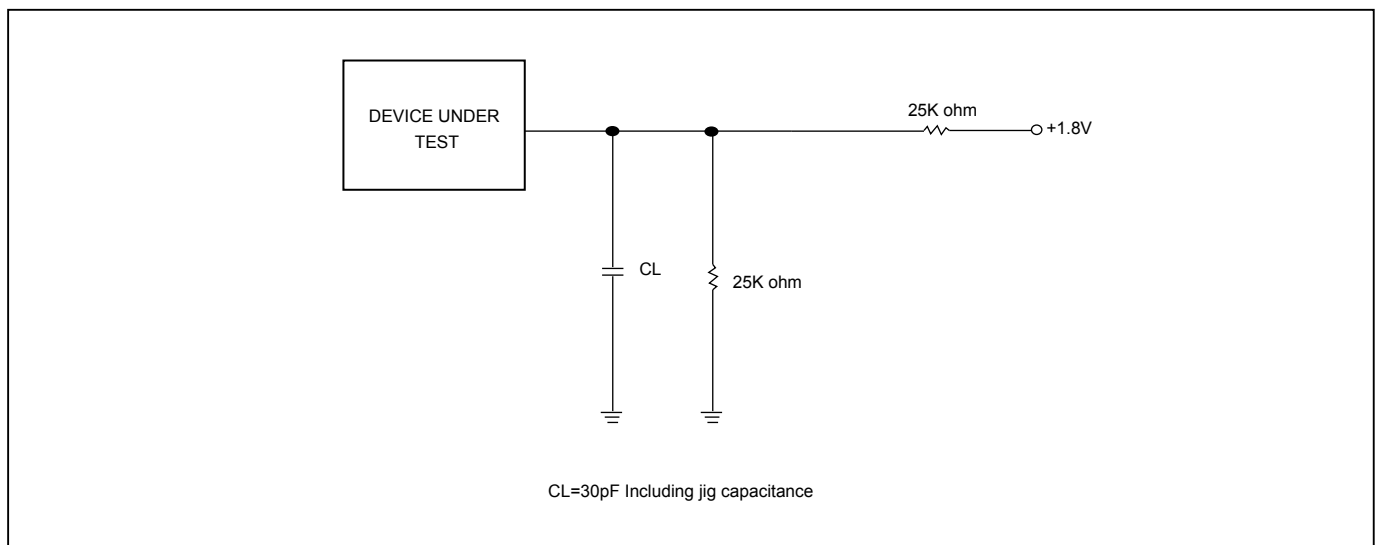 DEVICE UNDER
TEST
25K ohm
+1.8V
CL
25K ohm
CL=30pF Including jig capacitance